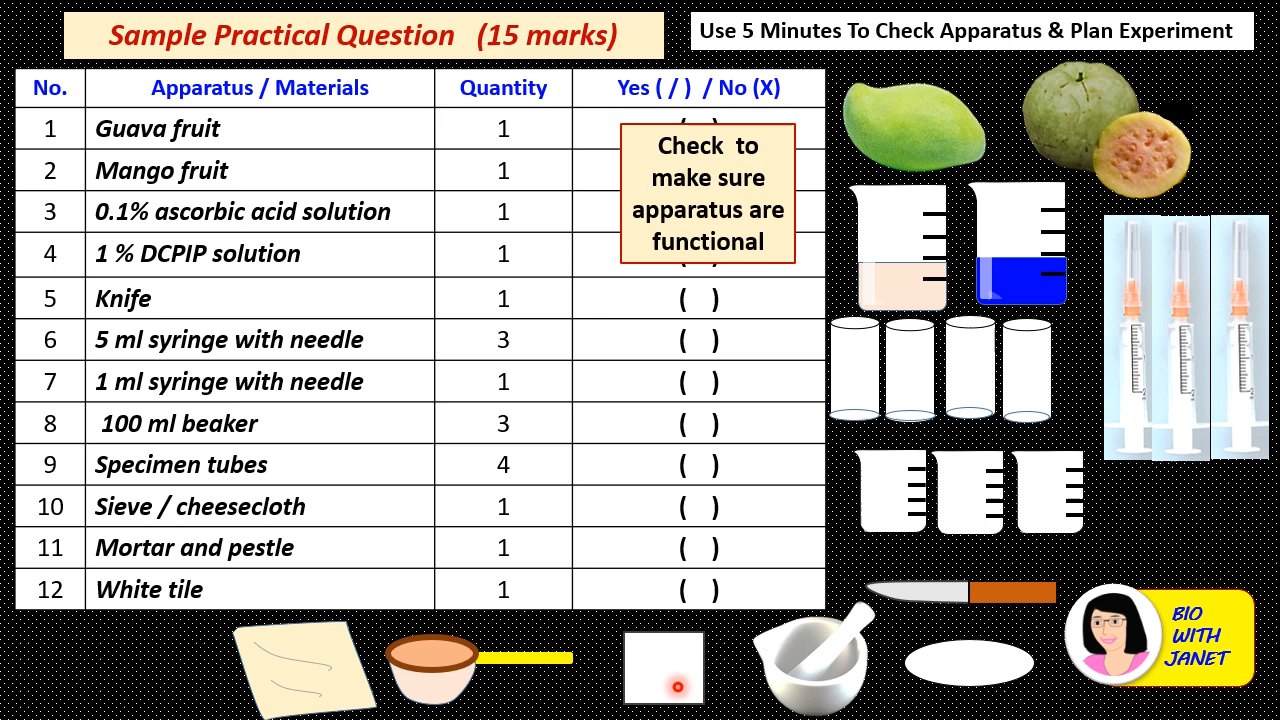 Sample Practical Question (15 marks)
Use 5 Minutes To Check Apparatus & Plan Experiment
No. Apparatus / Materials Quantity Yes ( / ) / No (X)
1 Guava fruit 1
2 Mango fruit 1
3 0.1% ascorbic acid solution 1
4 1 % DCPIP solution 1
Check to
make sure
apparatus are
functional
5 Knife 1 ( )
6 5 ml syringe with needle 3 ( )
7 1 ml syringe with needle 1 ( )
8 100 ml beaker 3 ( )
9 Specimen tubes 4 ( )
10 Sieve / cheesecloth 1 ( )
11 Mortar and pestle 1 ( )
12 White tile 1 ( )
BIO
WITH
JANET